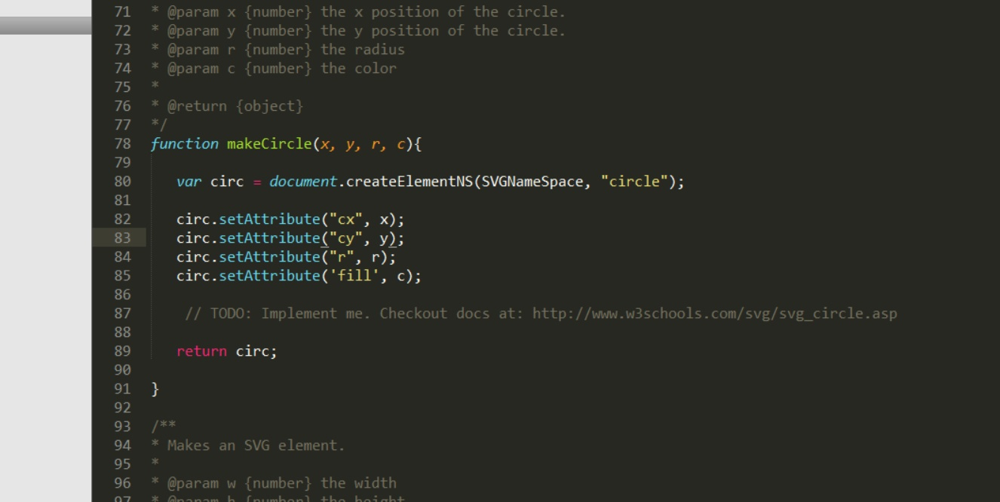 71 * @param x {number} the x position of the circle.
72 * @param y {number} the y position of the circle.
73 * @param r {number} the radius
74 * @param c {number} the color
75 *
76 * @return {object}
77 */
78 function makeCircle(x, y, r, c){
79
80 var circ = document.createElementNS(SVGNameSpace, "circle");
81
82 circ.setAttribute("cx", x);
83 circ.setAttribute("cy", y);
84 circ.setAttribute("r", r);
85 circ.setAttribute('fill', c);
86
87 // TODO: Implement me. Checkout docs at: http://www.w3schools.com/svg/svg_circle.asp
88
89 return circ;
90
91 }
92
93 /**
94 * Makes an SVG element.
95 *
96 * @param w {number} the width
97 * @param h {number} the height